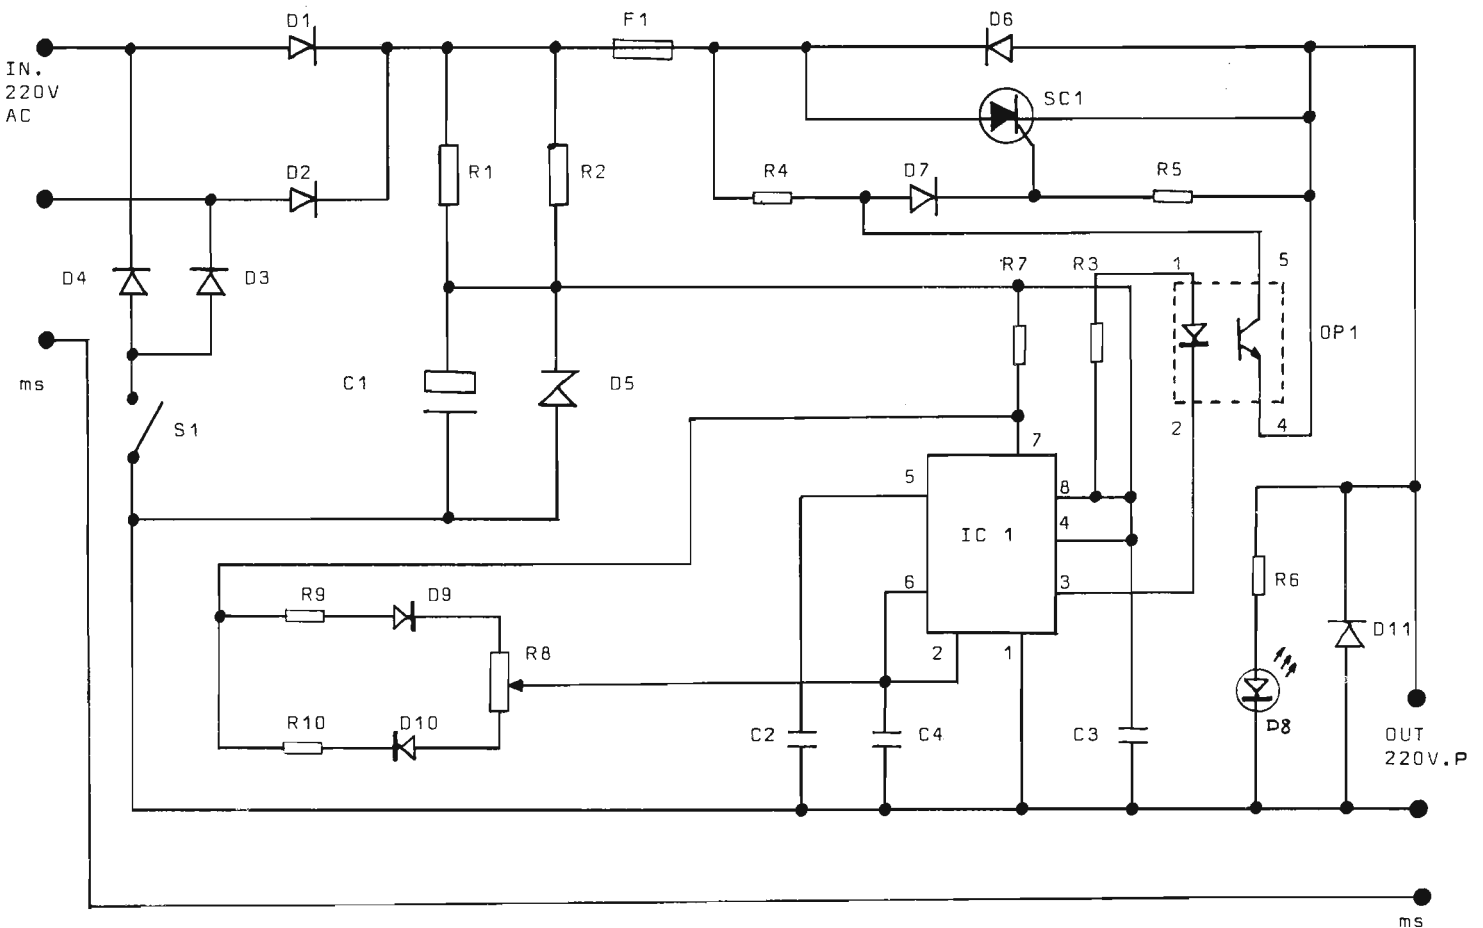 D1
F1
D6
IN.
220V
AC
SC1
D2
R1
R2
R4
D7
R5
D4
D3
R7
R3
1
5
OP1
ms
C1
D5
S1
7
2
4
5
8
IC 1
4
6
3
R6
R9
D9
2
1
R8
D11
R10
D10
C2
C4
C3
D8
OUT
220V.P
ms